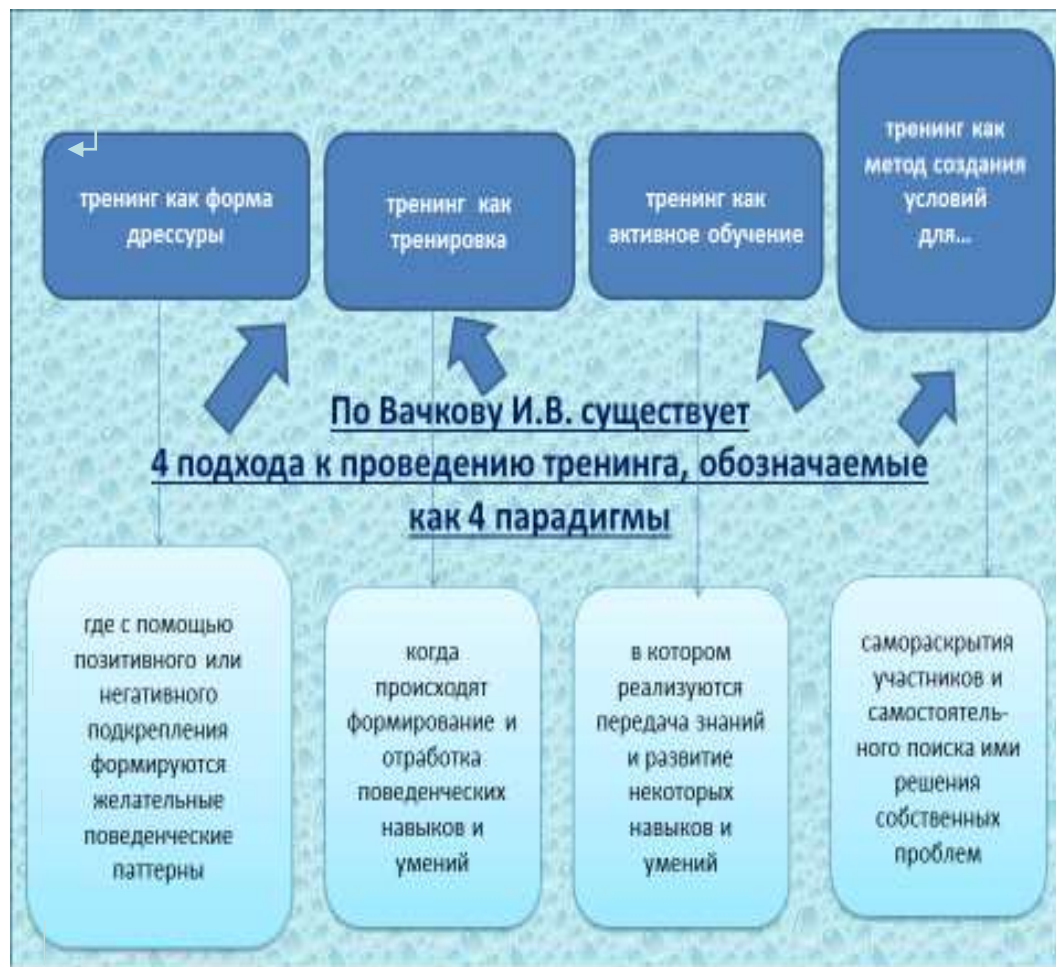 тренинг как форма
дрессуры
тренинг как
тренировка
тренинг как
активное обучение
тренинг как
метод создания
условий
для...
По Вачкову И.В. существует
4 подхода к проведению тренинга, обозначаемые
как 4 парадигмы
где с помощью
позитивного или
негативного
подкрепления
формируются
желательные
поведенческие
паттерны
когда
происходят
формирование и
отработка
поведенческих
навыков и
умений
в котором
реализуются
передача знаний
и развитие
некоторых
навыков и
умений
самораскрытия
участников и
самостоятель-
ного поиска ими
решения
собственных
проблем